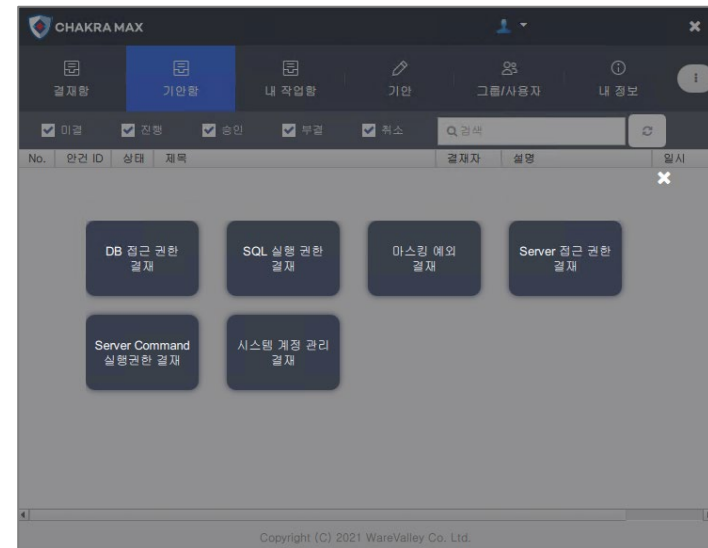 CHAKRA MAX
결재함
기안함
내 작업함
기안
그룹/사용자
내 정보
미결
진행
승인
부결
취소
검색
No. 안건 ID 상태 제목 결재자 설명 일시
DB 접근 권한
결재
SQL 실행 권한
결재
마스킹 예외
결재
Server 접근 권한
결재
Server Command
실행권한 결재
시스템 계정 관리
결재
Copyright (C) 2021 WareValley Co. Ltd.